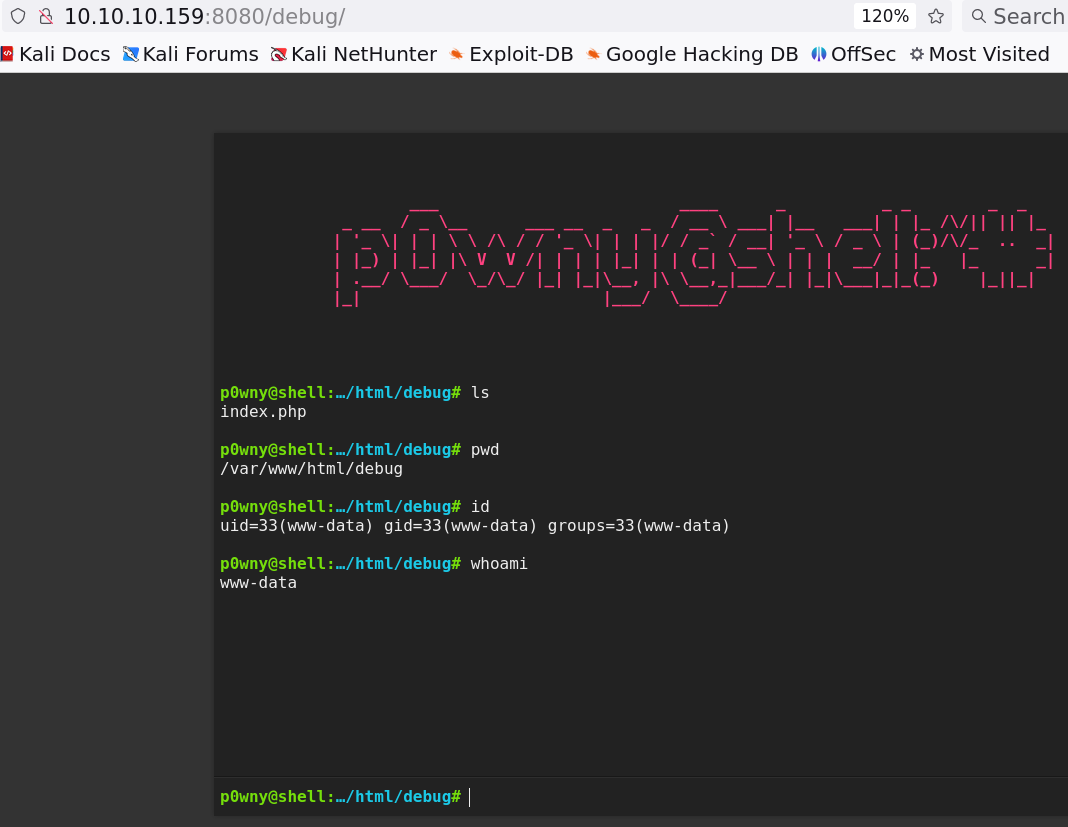 10.10.10.159:8080/debug/ 120% Search
Kali Docs Kali Forums Kali NetHunter Exploit-DB Google Hacking DB OffSec Most Visited
p0wny@shell:~#
p0wny@shell:…/html/debug# ls
index.php
p0wny@shell:…/html/debug# pwd
/var/www/html/debug
p0wny@shell:…/html/debug# id
uid=33(www-data) gid=33(www-data) groups=33(www-data)
p0wny@shell:…/html/debug# whoami
www-data
p0wny@shell:…/html/debug#